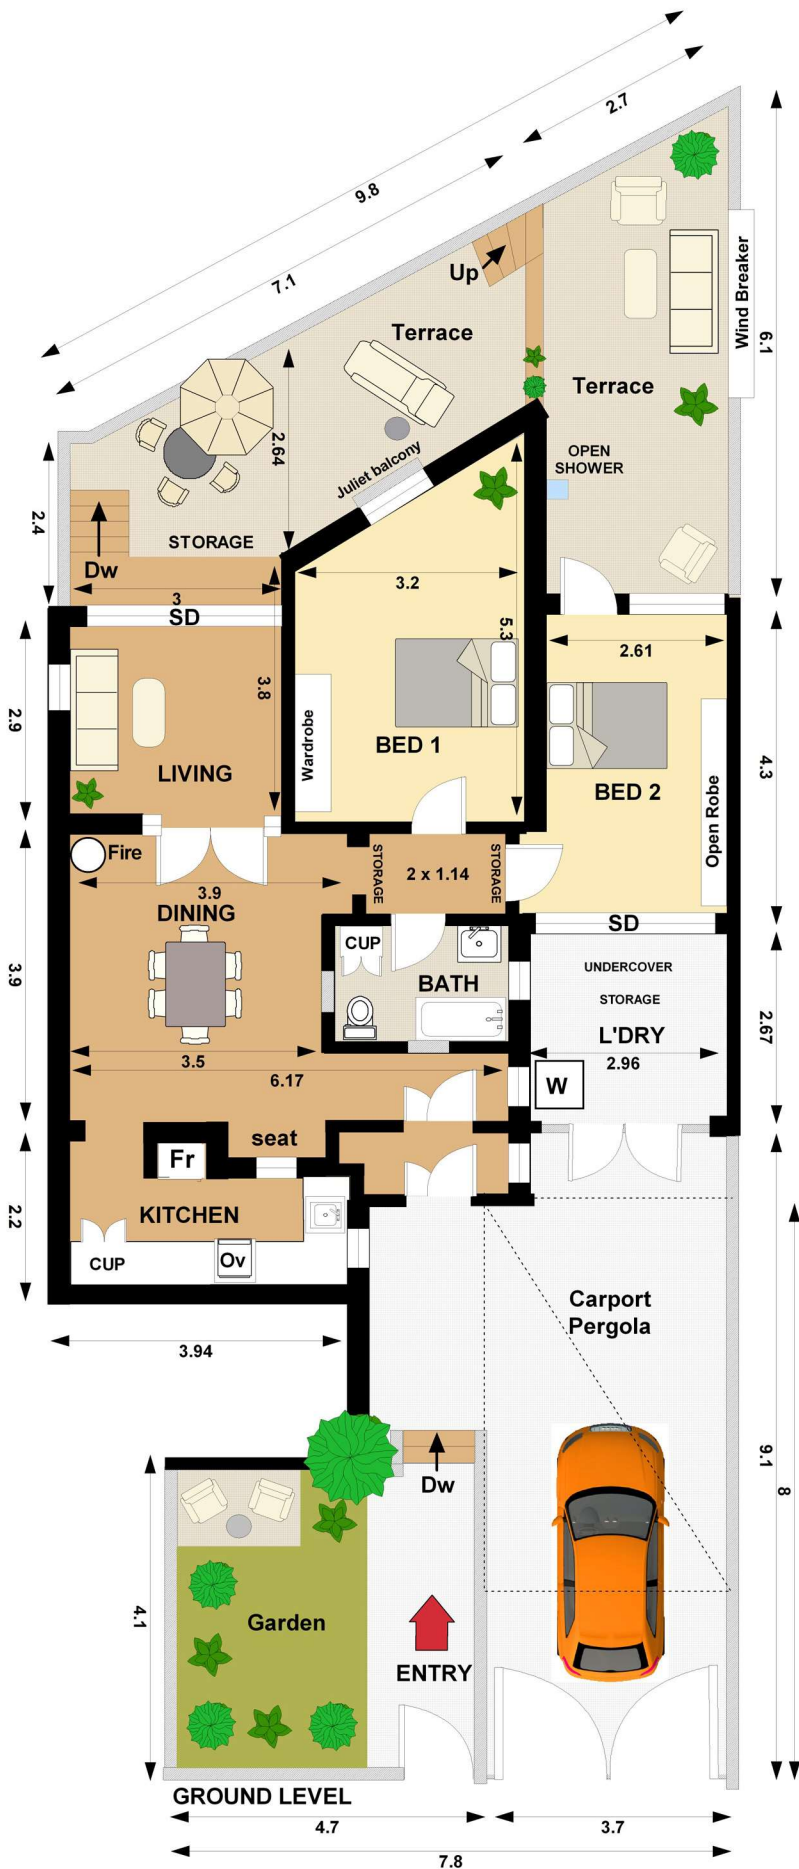 2.7
9.8
7.1
Up
Terrace
Wind Breaker
6.1
Terrace
2.64
Juliet balcony
OPEN
SHOWER
2.4
STORAGE
Dw
3
SD
3.2
5.3
2.61
3.8
2.9
LIVING
Wardrobe
BED 1
BED 2
Open Robe
4.3
Fire
3.9
DINING
STORAGE
2 x 1.14
STORAGE
SD
CUP
BATH
UNDERCOVER
STORAGE
L'DRY
2.96
2.67
3.9
3.5
6.17
W
seat
Fr
KITCHEN
2.2
CUP
Ov
3.94
Carport
Pergola
Dw
9.1
8
4.1
Garden
ENTRY
GROUND LEVEL
4.7
3.7
7.8